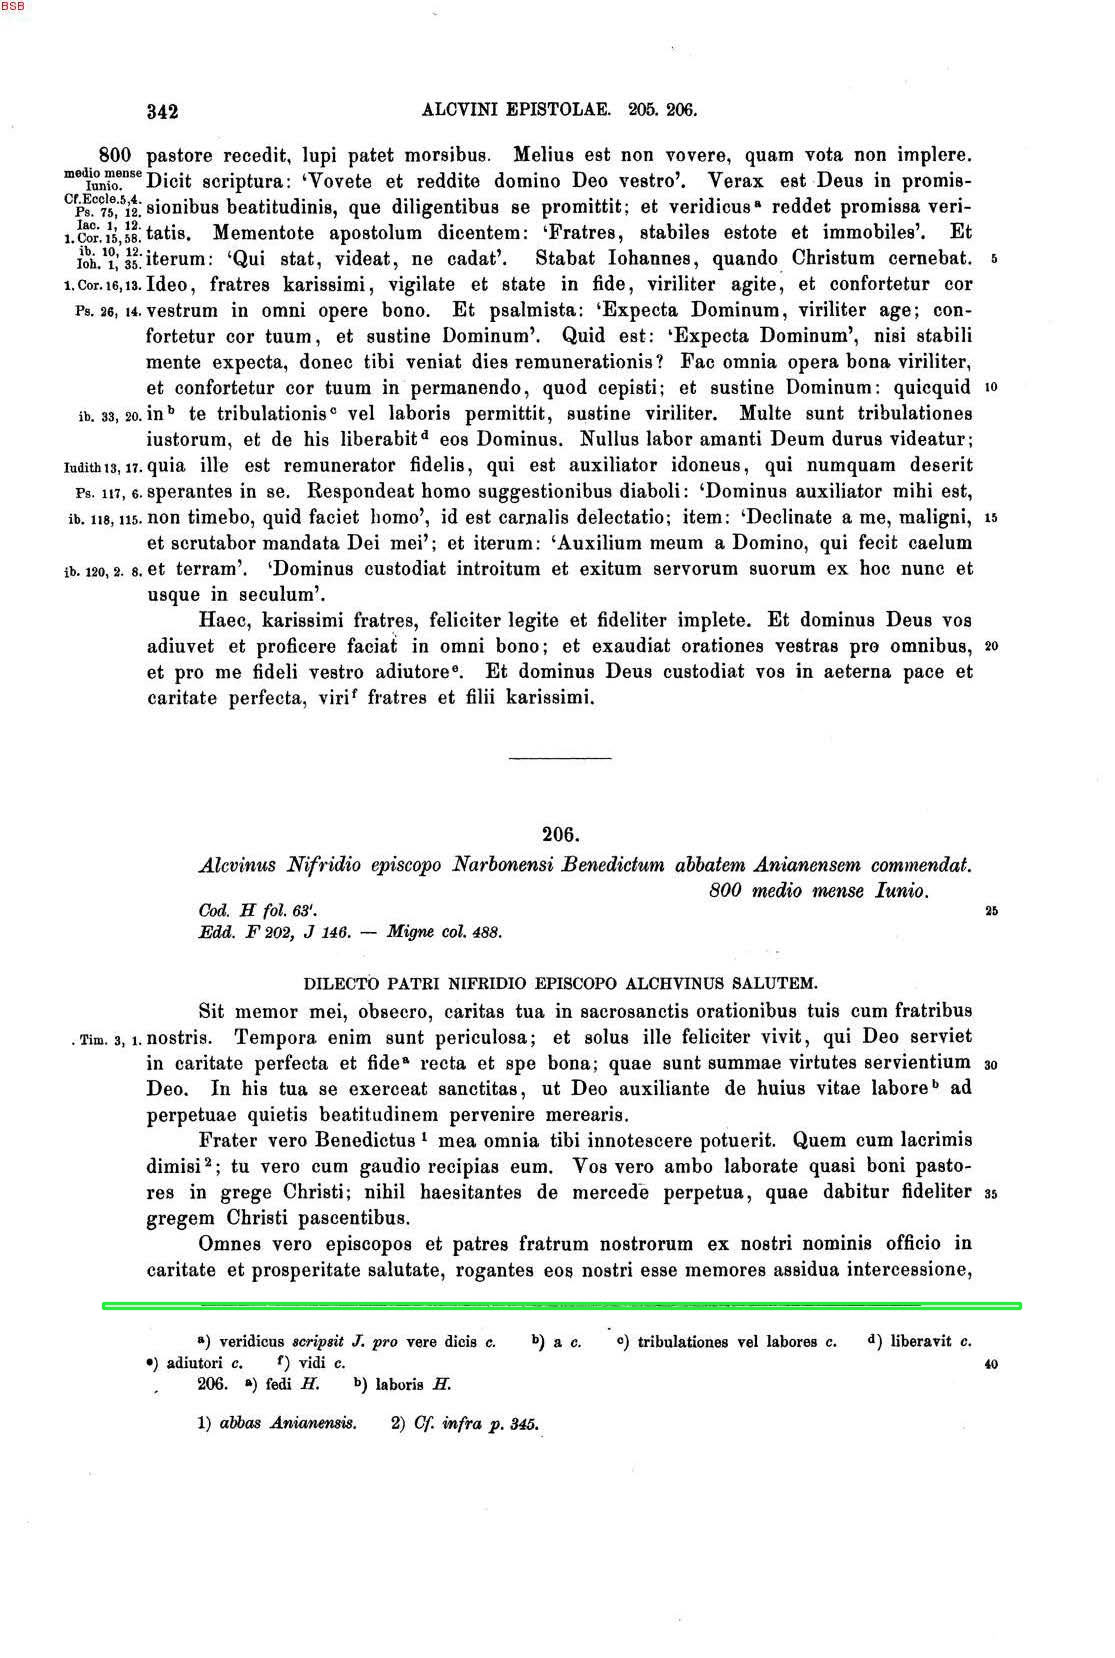 BSB
342
ALCVINI EPISTOLAE. 205. 206.
800 pastore recedit, lupi patet morsibus. Melius est non vovere, quam vota non implere.
medio mense
Iunio.
Dicit scriptura: ‘Vovete et reddite domino Deo vestro’. Verax est Deus in promis-
Cf.Eccle.5,4.
Ps. 75, 12.
sionibus beatitudinis, que diligentibus se promittit; et veridicusᵃ reddet promissa veri-
Iac. 1, 12.
1. Cor. 15, 58.
tatis. Mementote apostolum dicentem: ‘Fratres, stabiles estote et immobiles’. Et
ib. 10, 12.
Ioh. 1, 35.
iterum: ‘Qui stat, videat, ne cadat’. Stabat Iohannes, quando Christum cernebat. 5
1. Cor. 16, 13. Ideo, fratres karissimi, vigilate et state in fide, viriliter agite, et confortetur cor
Ps. 26, 14. vestrum in omni opere bono. Et psalmista: ‘Expecta Dominum, viriliter age; con-
fortetur cor tuum, et sustine Dominum’. Quid est: ‘Expecta Dominum’, nisi stabili
mente expecta, donec tibi veniat dies remunerationis? Fac omnia opera bona viriliter,
et confortetur cor tuum in permanendo, quod cepisti; et sustine Dominum: quicquid 10
ib. 33, 20. inᵇ te tribulationisᶜ vel laboris permittit, sustine viriliter. Multe sunt tribulationes
iustorum, et de his liberabitᵈ eos Dominus. Nullus labor amanti Deum durus videatur;
Iudith 13, 17. quia ille est remunerator fidelis, qui est auxiliator idoneus, qui numquam deserit
Ps. 117, 6. sperantes in se. Respondeat homo suggestionibus diaboli: ‘Dominus auxiliator mihi est,
ib. 118, 115. non timebo, quid faciet homo’, id est carnalis delectatio; item: ‘Declinate a me, maligni, 15
et scrutabor mandata Dei mei’; et iterum: ‘Auxilium meum a Domino, qui fecit caelum
ib. 120, 2. 8. et terram’. ‘Dominus custodiat introitum et exitum servorum suorum ex hoc nunc et
usque in seculum’.
Haec, karissimi fratres, feliciter legite et fideliter implete. Et dominus Deus vos
adiuvet et proficere faciat in omni bono; et exaudiat orationes vestras pro omnibus, 20
et pro me fideli vestro adiutoreᵉ. Et dominus Deus custodiat vos in aeterna pace et
caritate perfecta, viriᶠ fratres et filii karissimi.
206.
Alcvinus Nifridio episcopo Narbonensi Benedictum abbatem Anianensem commendat.
800 medio mense Iunio.
Cod. H fol. 63'. 25
Edd. F 202, J 146. — Migne col. 488.
DILECTO PATRI NIFRIDIO EPISCOPO ALCHVINUS SALUTEM.
Sit memor mei, obsecro, caritas tua in sacrosanctis orationibus tuis cum fratribus
. Tim. 3, 1. nostris. Tempora enim sunt periculosa; et solus ille feliciter vivit, qui Deo serviet
in caritate perfecta et fideᵃ recta et spe bona; quae sunt summae virtutes servientium 30
Deo. In his tua se exerceat sanctitas, ut Deo auxiliante de huius vitae laboreᵇ ad
perpetuae quietis beatitudinem pervenire merearis.
Frater vero Benedictus¹ mea omnia tibi innotescere potuerit. Quem cum lacrimis
dimisi²; tu vero cum gaudio recipias eum. Vos vero ambo laborate quasi boni pasto-
res in grege Christi; nihil haesitantes de mercede perpetua, quae dabitur fideliter 35
gregem Christi pascentibus.
Omnes vero episcopos et patres fratrum nostrorum ex nostri nominis officio in
caritate et prosperitate salutate, rogantes eos nostri esse memores assidua intercessione,
a) veridicus scripsit J. pro vere dicis c. b) a c. c) tribulationes vel labores c. d) liberavit c.
e) adiutori c. f) vidi c. 40
206. a) fedi H. b) laboris H.
1) abbas Anianensis. 2) Cf. infra p. 345.